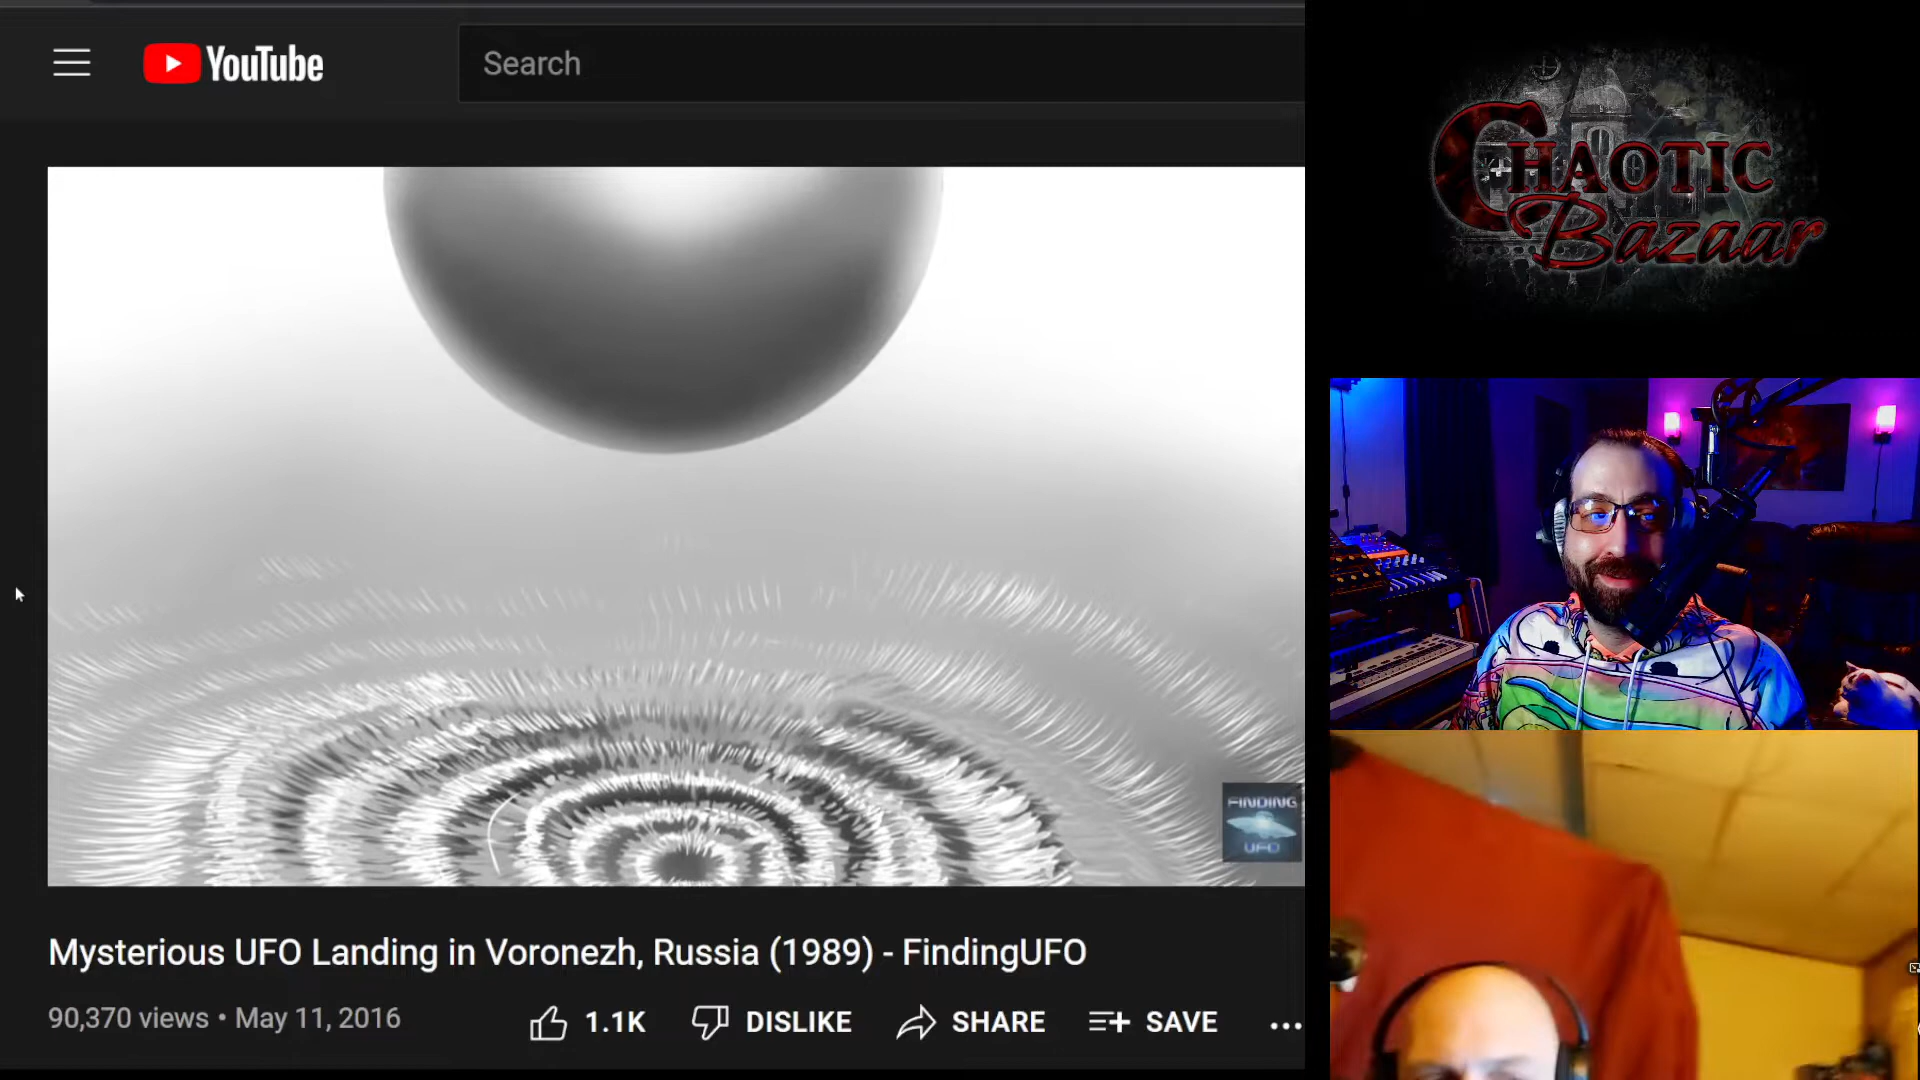 YouTube
Search
CHAOTIC
Bazaar
FINDING
UFO
Mysterious UFO Landing in Voronezh, Russia (1989) - FindingUFO
90,370 views • May 11, 2016
1.1K
DISLIKE
SHARE
SAVE